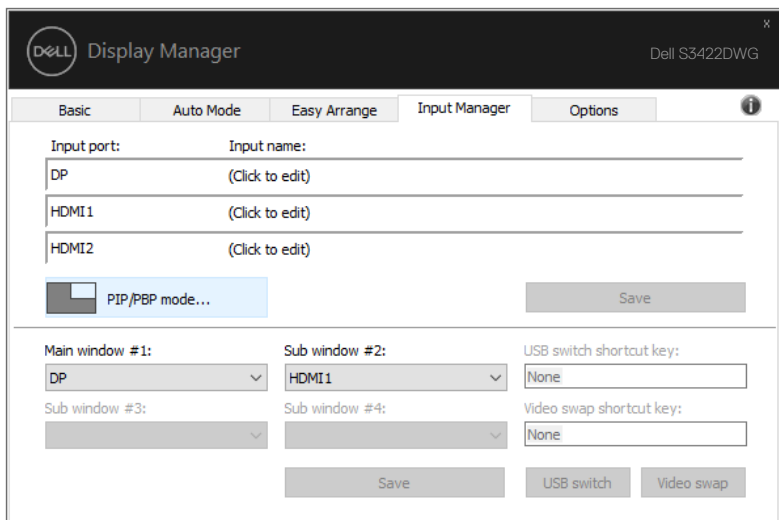 x
DELL Display Manager
Dell S3422DWG
Basic Auto Mode Easy Arrange Input Manager Options i
Input port: Input name:
DP (Click to edit)
HDMI1 (Click to edit)
HDMI2 (Click to edit)
PIP/PBP mode... Save
Main window #1: Sub window #2: USB switch shortcut key:
DP HDMI1 None
Sub window #3: Sub window #4: Video swap shortcut key:
None
Save USB switch Video swap